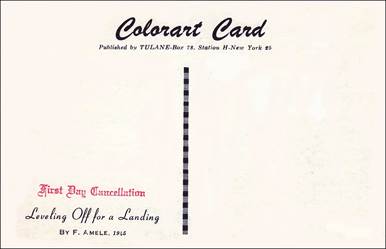 Colorart Card
Published by TULANE-Box 78, Station H-New York 25
First Day Cancellation
Leveling Off for a Landing
BY F. AMELE, 1945